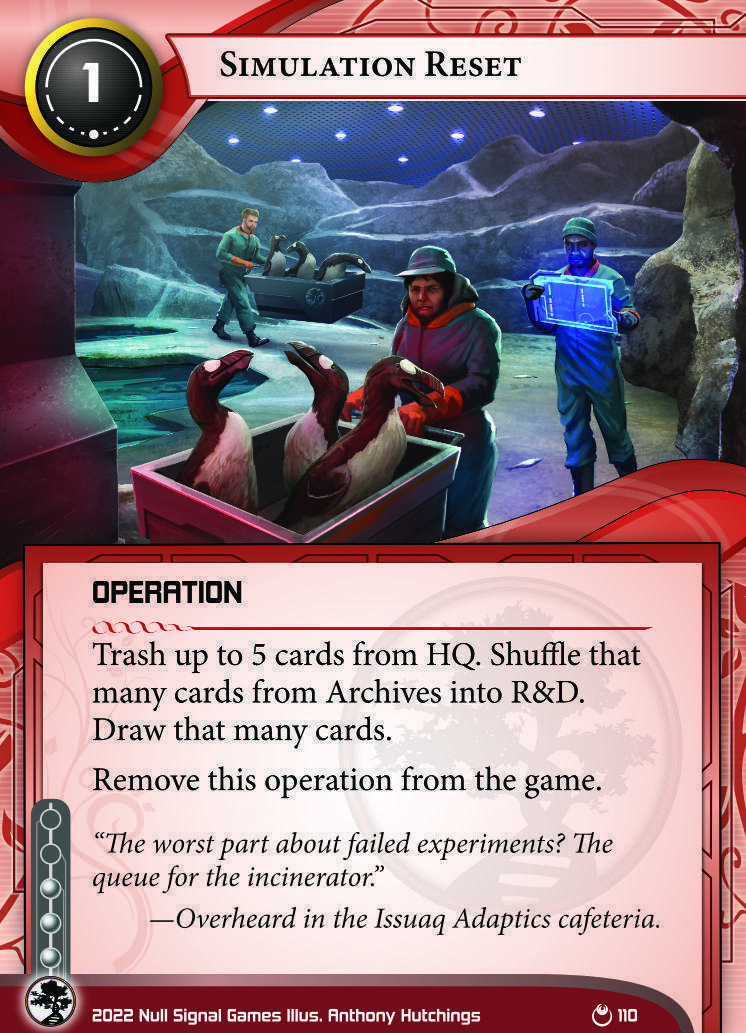 1
Simulation Reset
OPERATION
Trash up to 5 cards from HQ. Shuffle that
many cards from Archives into R&D.
Draw that many cards.
Remove this operation from the game.
“The worst part about failed experiments? The
queue for the incinerator.”
—Overheard in the Issuaq Adaptics cafeteria.
2022 Null Signal Games Illus. Anthony Hutchings
110